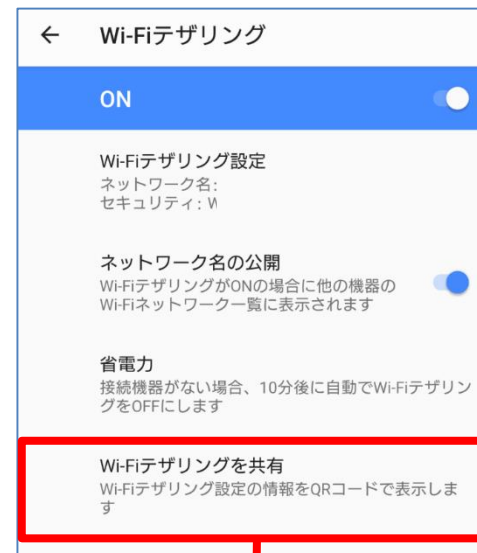 ← Wi-Fiテザリング
ON
Wi-Fiテザリング設定
ネットワーク名:
セキュリティ:
ネットワーク名の公開
Wi-FiテザリングがONの場合に他の機器の
Wi-Fiネットワーク一覧に表示されます
省電力
接続機器がない場合、10分後に自動でWi-Fiテザリン
グをOFFにします
Wi-Fiテザリングを共有
Wi-Fiテザリング設定の情報をQRコードで表示しま
す